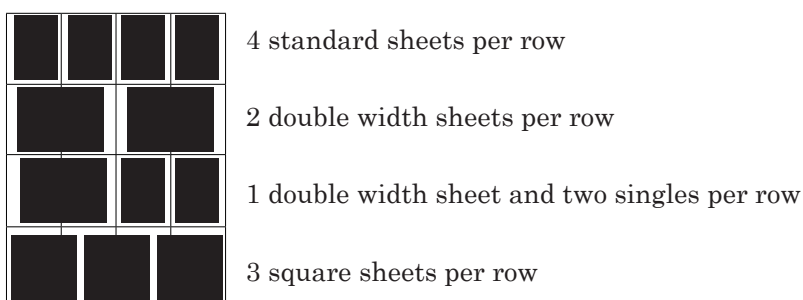 4 standard sheets per row
2 double width sheets per row
1 double width sheet and two singles per row
3 square sheets per row